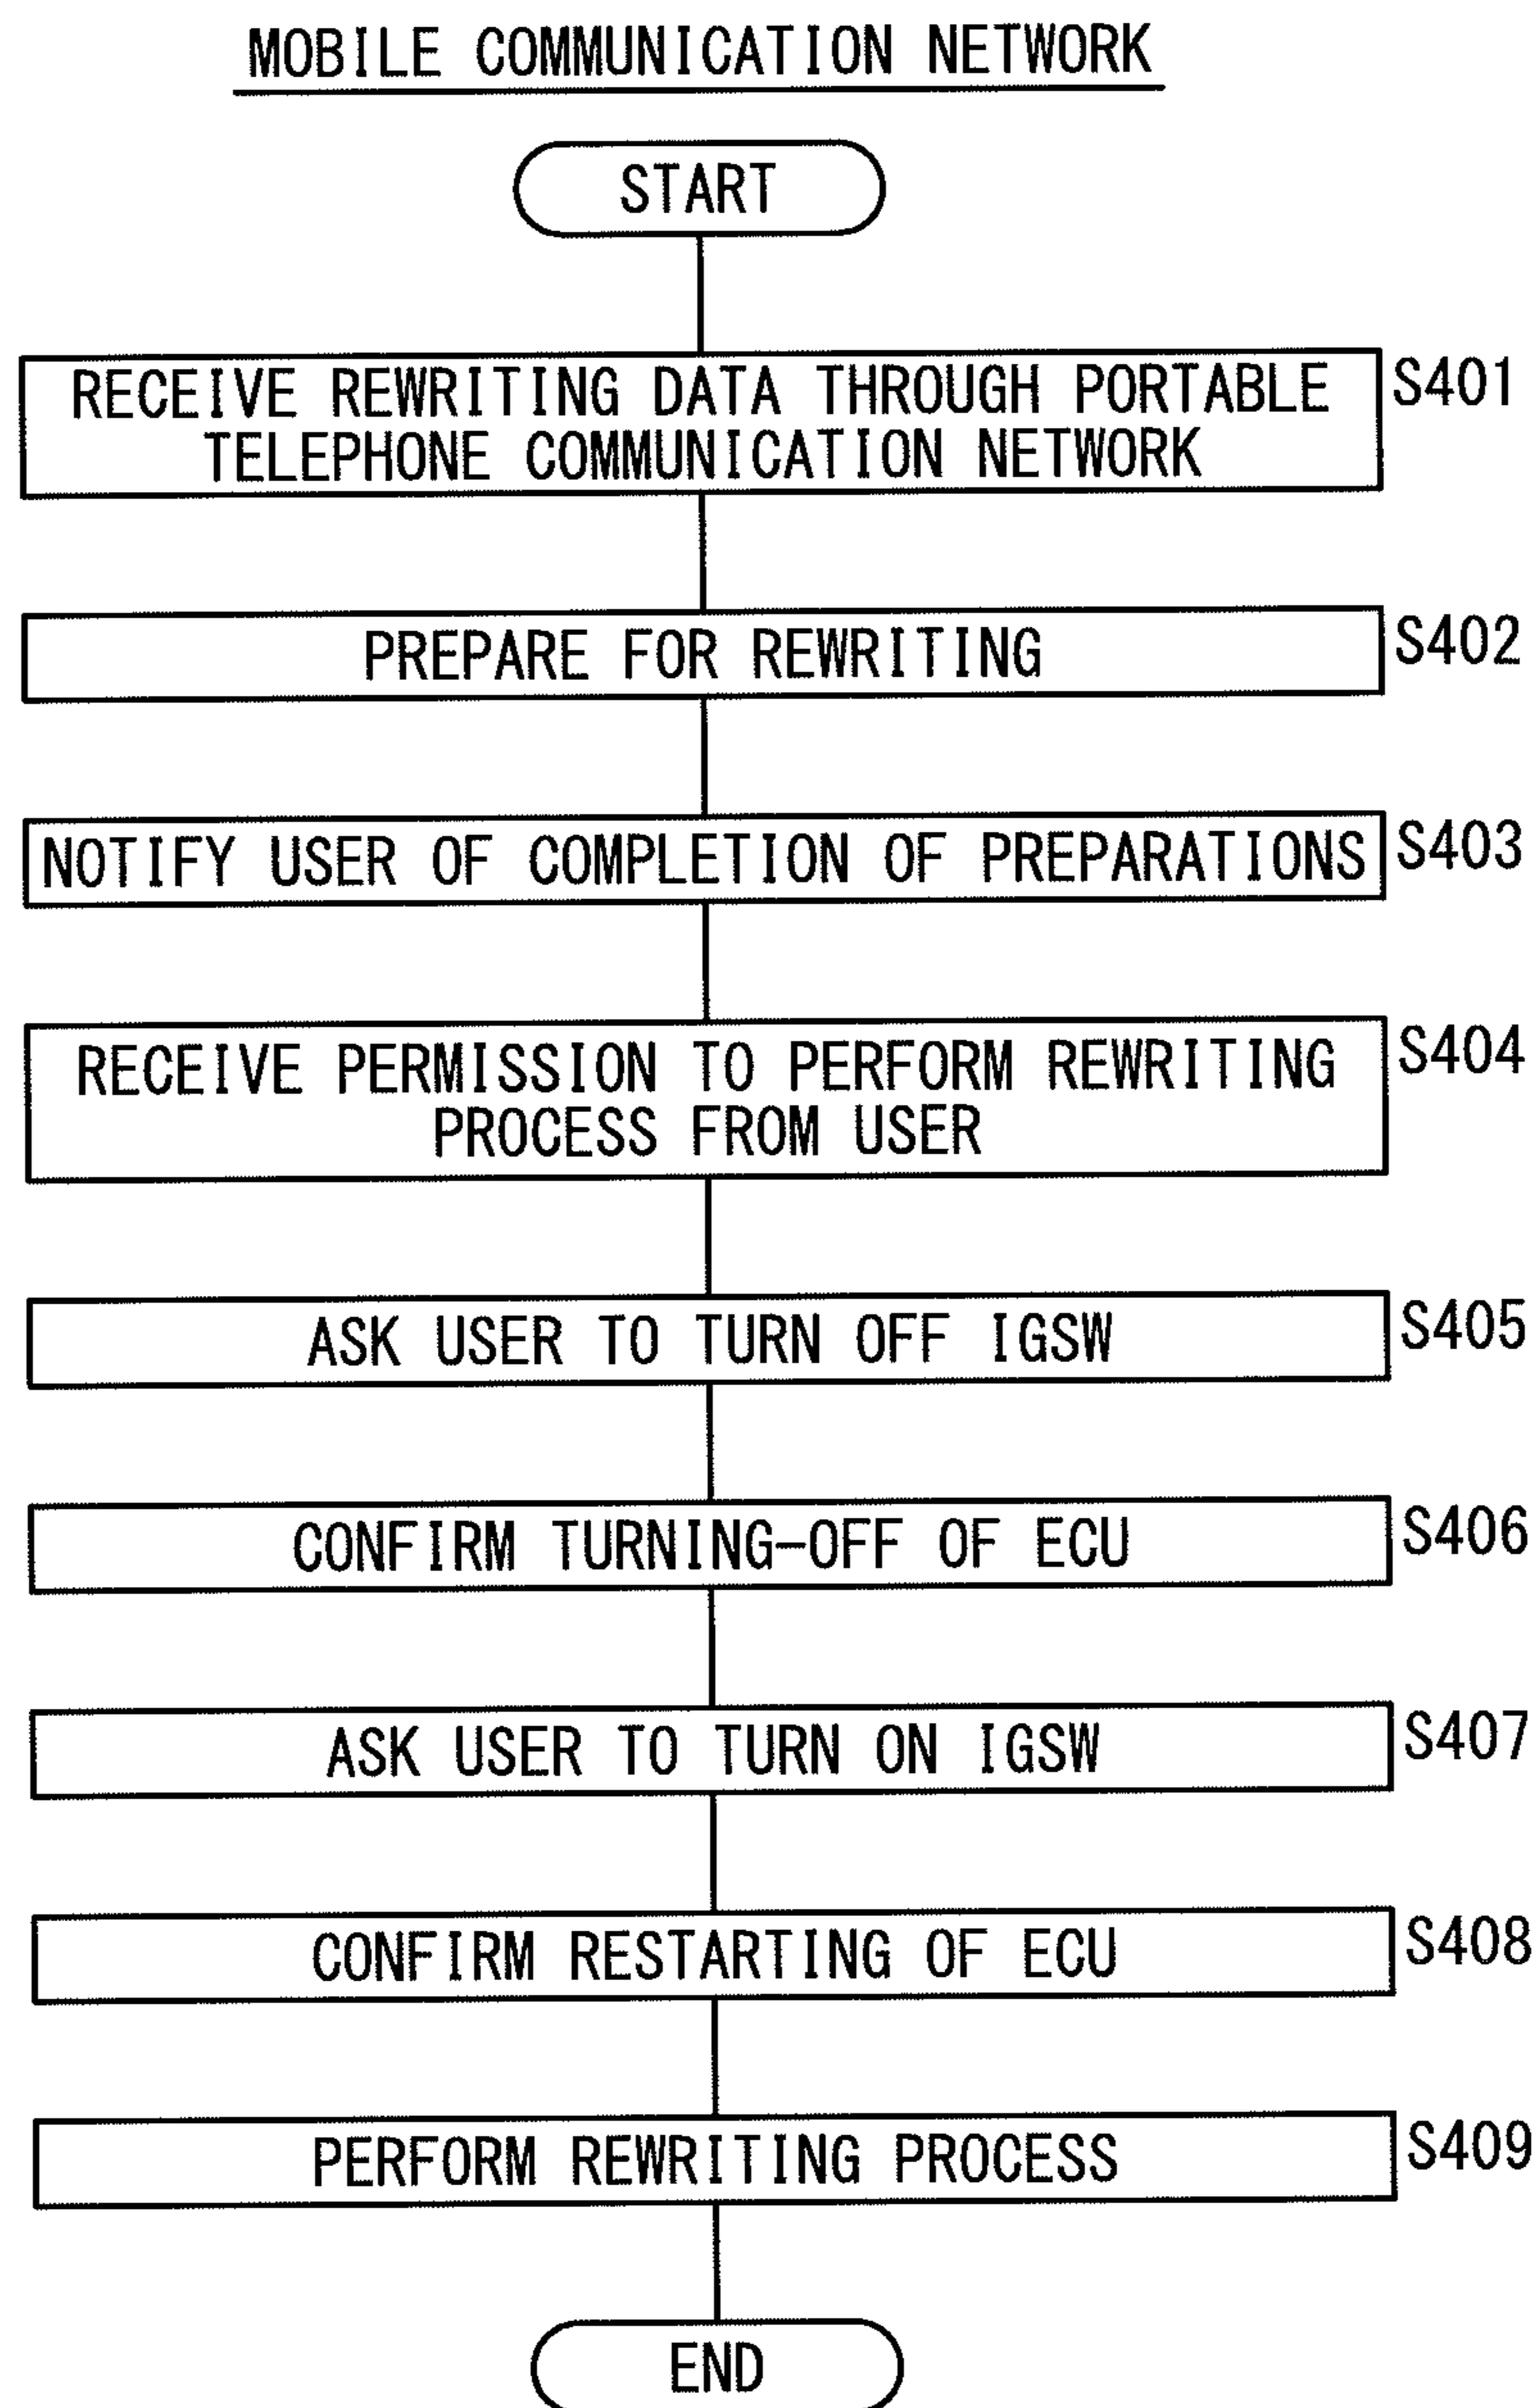 MOBILE COMMUNICATION NETWORK
START
RECEIVE REWRITING DATA THROUGH PORTABLE
TELEPHONE COMMUNICATION NETWORK
S401
PREPARE FOR REWRITING
S402
NOTIFY USER OF COMPLETION OF PREPARATIONS
S403
RECEIVE PERMISSION TO PERFORM REWRITING
PROCESS FROM USER
S404
ASK USER TO TURN OFF IGSW
S405
CONFIRM TURNING-OFF OF ECU
S406
ASK USER TO TURN ON IGSW
S407
CONFIRM RESTARTING OF ECU
S408
PERFORM REWRITING PROCESS
S409
END